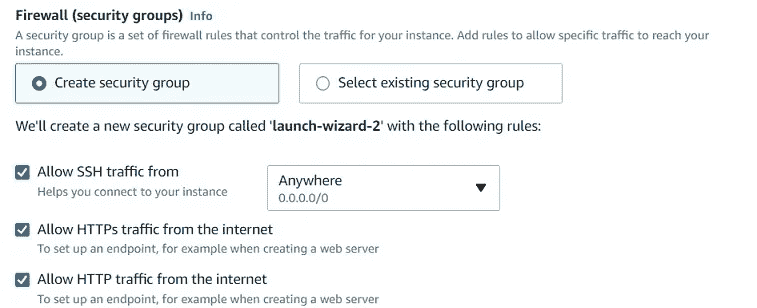 Firewall (security groups) Info
A security group is a set of firewall rules that control the traffic for your instance. Add rules to allow specific traffic to reach your
instance.
Create security group
Select existing security group
We'll create a new security group called 'launch-wizard-2' with the following rules:
Allow SSH traffic from
Helps you connect to your instance
Anywhere
0.0.0.0/0
Allow HTTPs traffic from the internet
To set up an endpoint, for example when creating a web server
Allow HTTP traffic from the internet
To set up an endpoint, for example when creating a web server